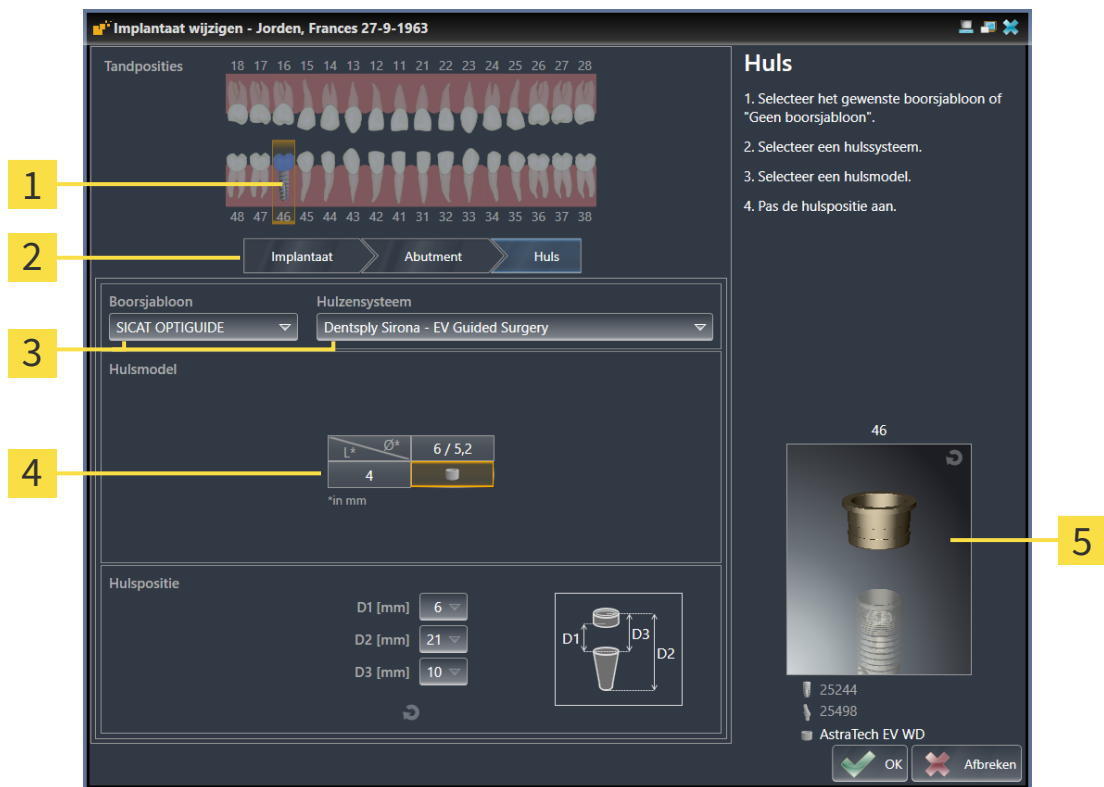 Implantaat wijzigen - Jorden, Frances 27-9-1963
Tandposities
18 17 16 15 14 13 12 11 21 22 23 24 25 26 27 28
48 47 46 45 44 43 42 41 31 32 33 34 35 36 37 38
1
2
Implantaat
Abutment
Huls
Boorsjabloon
Hulzensysteem
SICAT OPTIGUIDE
Dentsply Sirona - EV Guided Surgery
3
Hulsmodel
L* Ø* 6 / 5,2
4
4
*in mm
Hulspositie
D1 [mm] 6
D2 [mm] 21
D3 [mm] 10
D1
D3
D2
Huls
1. Selecteer het gewenste boorsjabloon of
"Geen boorsjabloon".
2. Selecteer een hulssysteem.
3. Selecteer een hulsmodel.
4. Pas de hulspositie aan.
46
5
25244
25498
AstraTech EV WD
OK
Afbreken